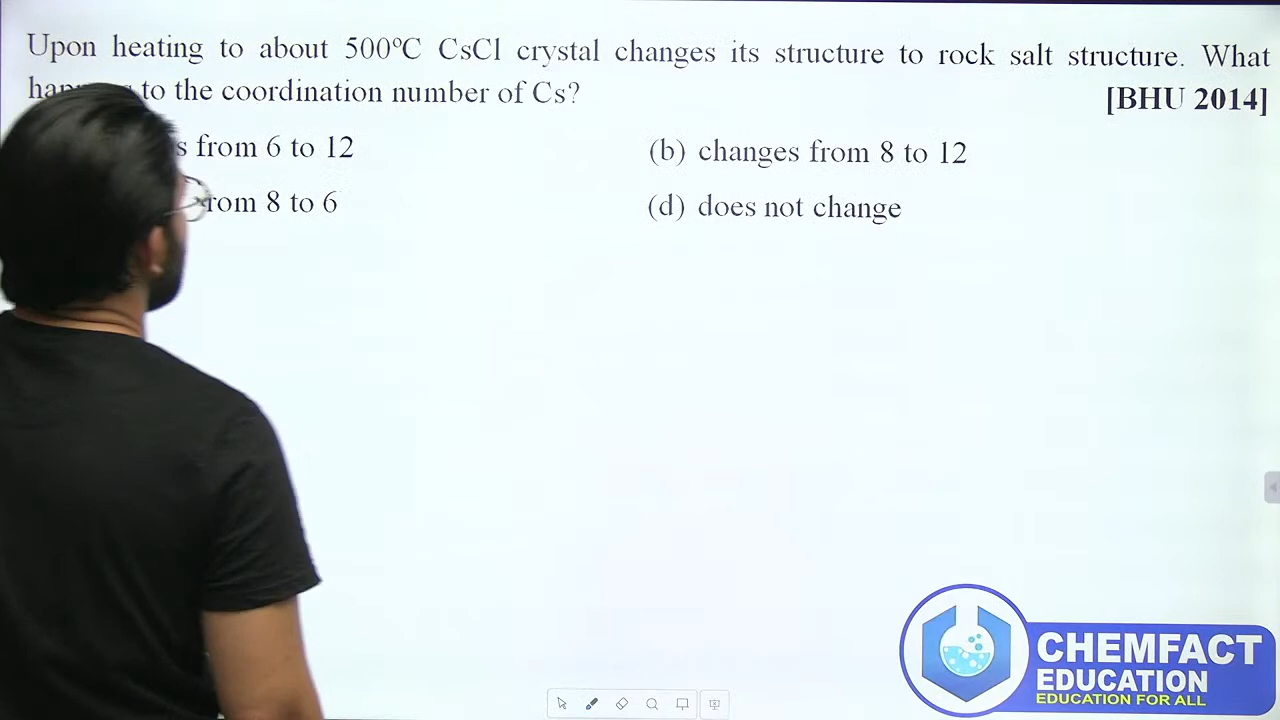 Upon heating to about 500ºC CsCl crystal changes its structure to rock salt structure. What
to the coordination number of Cs? [BHU 2014]
from 6 to 12 (b) changes from 8 to 12
8 to 6 (d) does not change
CHEMFACT
EDUCATION
EDUCATION FOR ALL